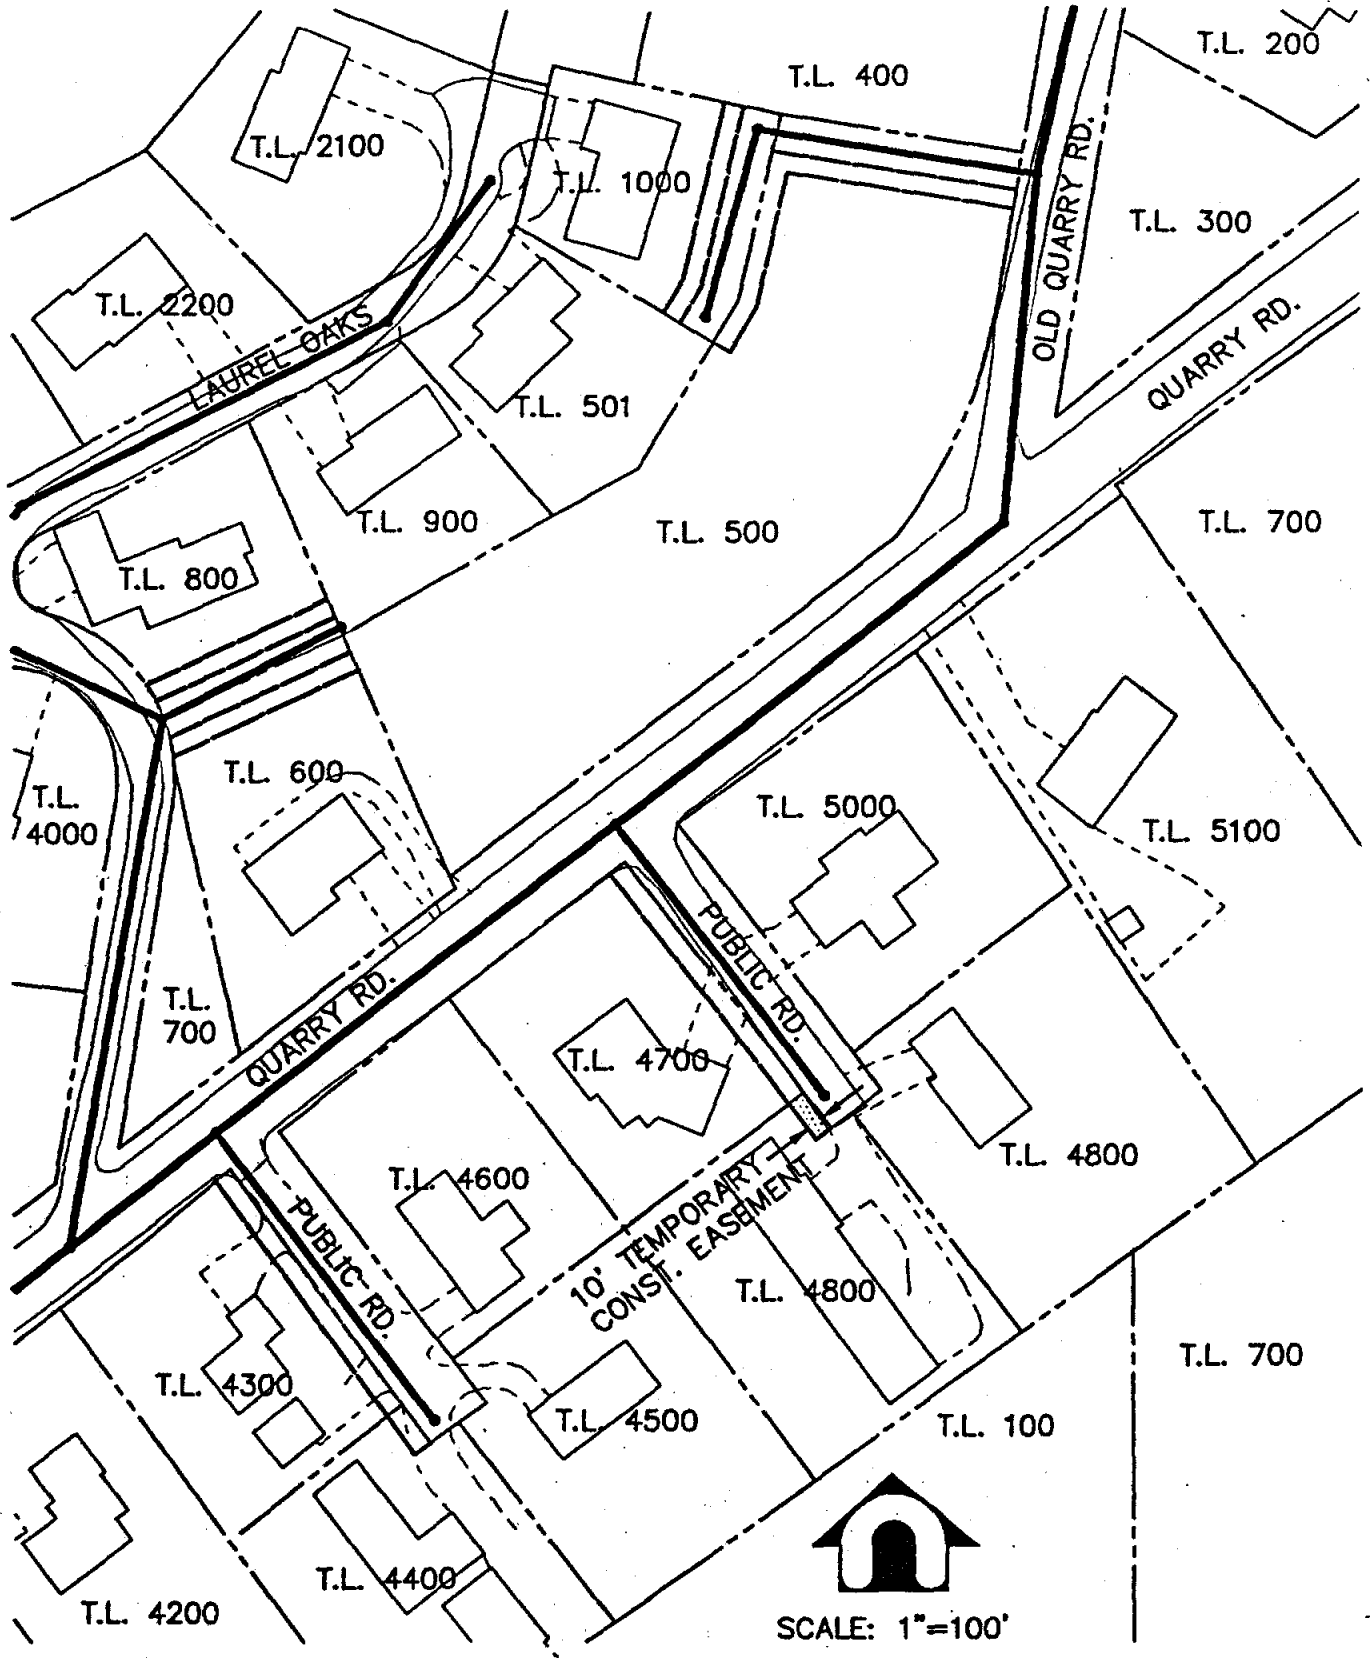 T.L. 200
T.L. 400
T.L. 2100
T.L. 1000
OLD QUARRY RD.
T.L. 300
T.L. 2200
LAUREL OAKS
QUARRY RD.
T.L. 501
T.L. 900
T.L. 500
T.L. 700
T.L. 800
T.L. 600
T.L.
4000
T.L. 5000
T.L. 5100
PUBLIC RD.
T.L.
700
QUARRY RD.
T.L. 4700
T.L. 4600
T.L. 4800
PUBLIC RD.
10' TEMPORARY
CONST. EASEMENT
T.L. 4800
T.L. 4300
T.L. 700
T.L. 4500
T.L. 100
T.L. 4400
T.L. 4200
SCALE: 1"=100'